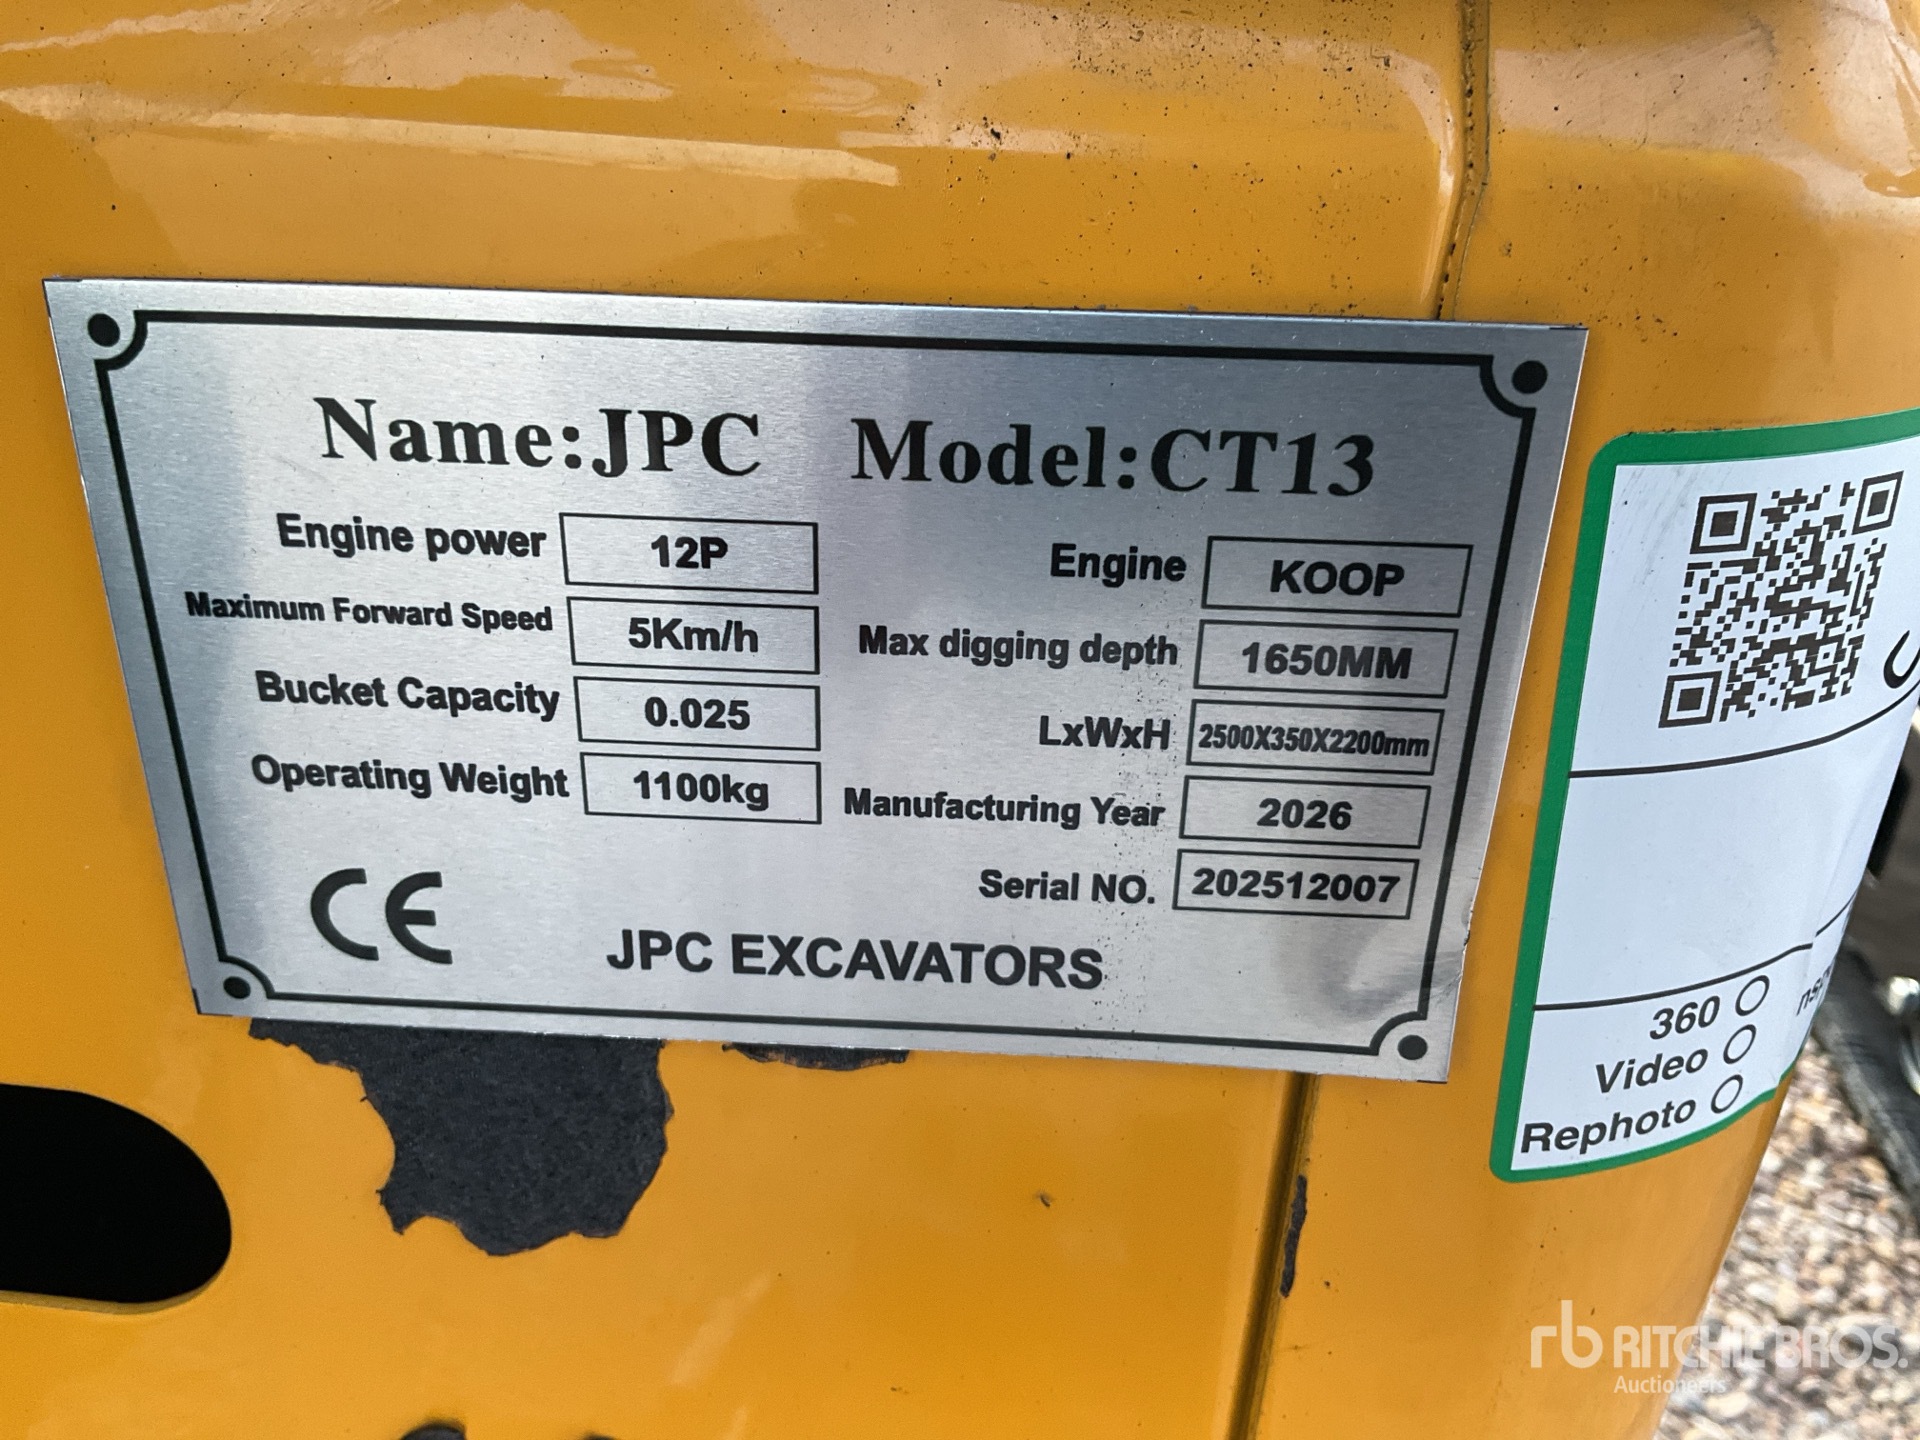 Name:JPC Model:CT13
Engine power 12P
Maximum Forward Speed 5Km/h
Bucket Capacity 0.025
Operating Weight 1100kg
Engine KOOP
Max digging depth 1650MM
LxWxH 2500X350X2200mm
Manufacturing Year 2026
Serial NO. 202512007
CE
JPC EXCAVATORS
360
Video
Rephoto
rb RITCHIE BROS.
Auctioneers